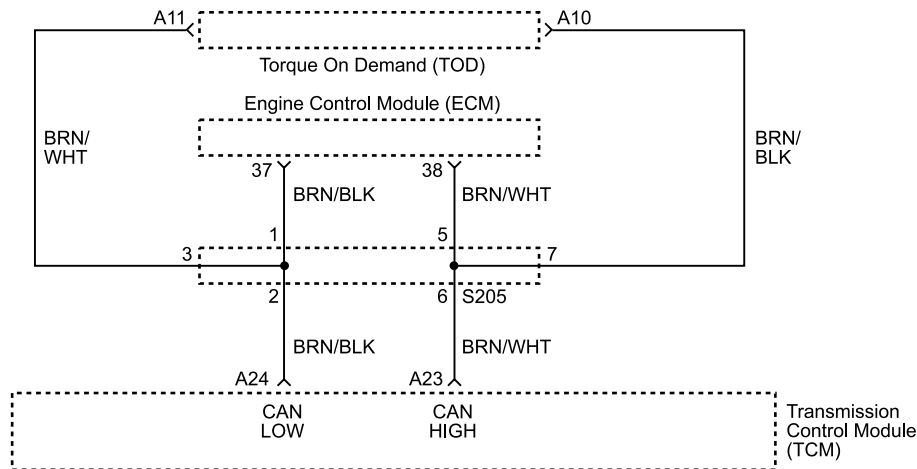 A11
A10
Torque On Demand (TOD)
Engine Control Module (ECM)
BRN/
WHT
BRN/
BLK
37
38
BRN/BLK
BRN/WHT
1
5
3
7
2
6
S205
BRN/BLK
BRN/WHT
A24
A23
CAN
LOW
CAN
HIGH
Transmission
Control Module
(TCM)